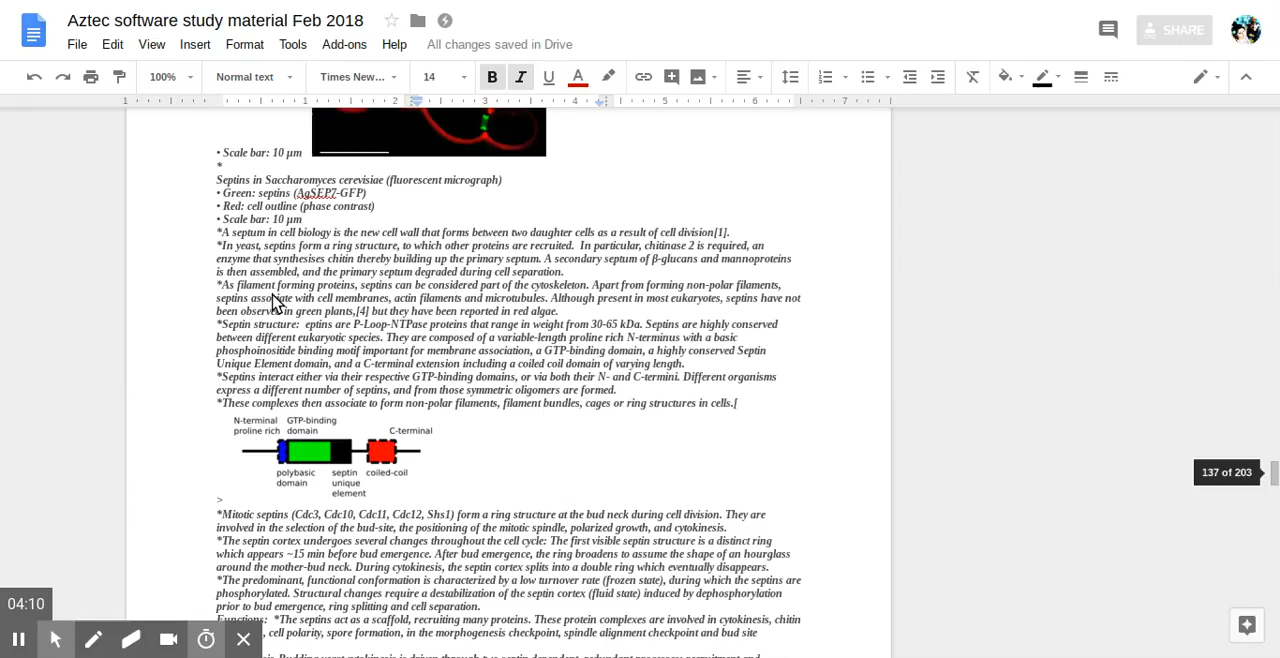 Aztec software study material Feb 2018
File Edit View Insert Format Tools Add-ons Help All changes saved in Drive
SHARE
100% Normal text Times New... 14 B I U A
1 1 2 3 4 5 6 7
• Scale bar: 10 µm
*
Septins in Saccharomyces cerevisiae (fluorescent micrograph)
• Green: septins (AgSEP7-GFP)
• Red: cell outline (phase contrast)
• Scale bar: 10 µm
*A septum in cell biology is the new cell wall that forms between two daughter cells as a result of cell division[1].
*In yeast, septins form a ring structure, to which other proteins are recruited. In particular, chitinase 2 is required, an
enzyme that synthesises chitin thereby building up the primary septum. A secondary septum of β-glucans and mannoproteins
is then assembled, and the primary septum degraded during cell separation.
*As filament forming proteins, septins can be considered part of the cytoskeleton. Apart from forming non-polar filaments,
septins associate with cell membranes, actin filaments and microtubules. Although present in most eukaryotes, septins have not
been observed in green plants,[4] but they have been reported in red algae.
*Septin structure: eptins are P-Loop-NTPase proteins that range in weight from 30-65 kDa. Septins are highly conserved
between different eukaryotic species. They are composed of a variable-length proline rich N-terminus with a basic
phosphoinositide binding motif important for membrane association, a GTP-binding domain, a highly conserved Septin
Unique Element domain, and a C-terminal extension including a coiled coil domain of varying length.
*Septins interact either via their respective GTP-binding domains, or via both their N- and C-termini. Different organisms
express a different number of septins, and from those symmetric oligomers are formed.
*These complexes then associate to form non-polar filaments, filament bundles, cages or ring structures in cells.[
N-terminal GTP-binding
proline rich domain C-terminal
polybasic septin coiled-coil
domain unique
element
>
137 of 203
*Mitotic septins (Cdc3, Cdc10, Cdc11, Cdc12, Shs1) form a ring structure at the bud neck during cell division. They are
involved in the selection of the bud-site, the positioning of the mitotic spindle, polarized growth, and cytokinesis.
*The septin cortex undergoes several changes throughout the cell cycle: The first visible septin structure is a distinct ring
which appears ~15 min before bud emergence. After bud emergence, the ring broadens to assume the shape of an hourglass
around the mother-bud neck. During cytokinesis, the septin cortex splits into a double ring which eventually disappears.
*The predominant, functional conformation is characterized by a low turnover rate (frozen state), during which the septins are
phosphorylated. Structural changes require a destabilization of the septin cortex (fluid state) induced by dephosphorylation
prior to bud emergence, ring splitting and cell separation.
Functions: *The septins act as a scaffold, recruiting many proteins. These protein complexes are involved in cytokinesis, chitin
cell polarity, spore formation, in the morphogenesis checkpoint, spindle alignment checkpoint and bud site
04:10